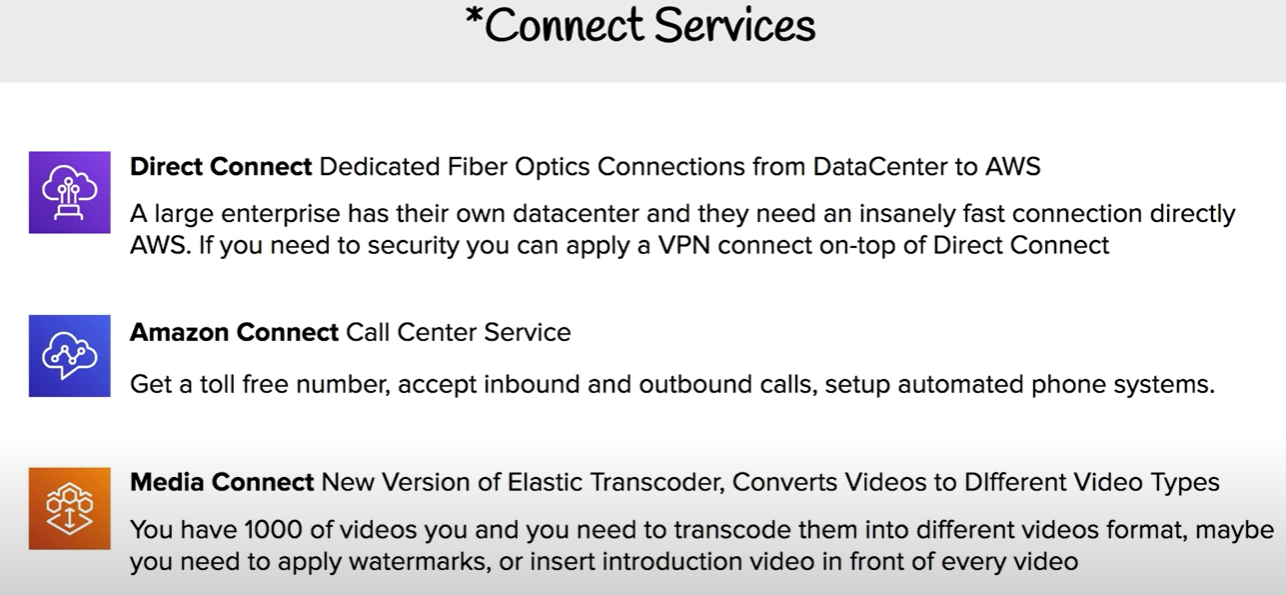 *Connect Services
Direct Connect Dedicated Fiber Optics Connections from DataCenter to AWS
A large enterprise has their own datacenter and they need an insanely fast connection directly
AWS. If you need to security you can apply a VPN connect on-top of Direct Connect
Amazon Connect Call Center Service
Get a toll free number, accept inbound and outbound calls, setup automated phone systems.
Media Connect New Version of Elastic Transcoder, Converts Videos to DIfferent Video Types
You have 1000 of videos you and you need to transcode them into different videos format, maybe
you need to apply watermarks, or insert introduction video in front of every video